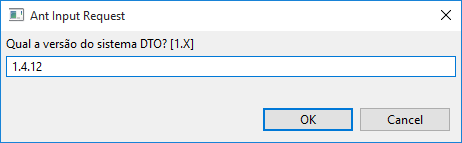 Ant Input Request
Qual a versão do sistema DTO? [1.X]
1.4.12
OK
Cancel